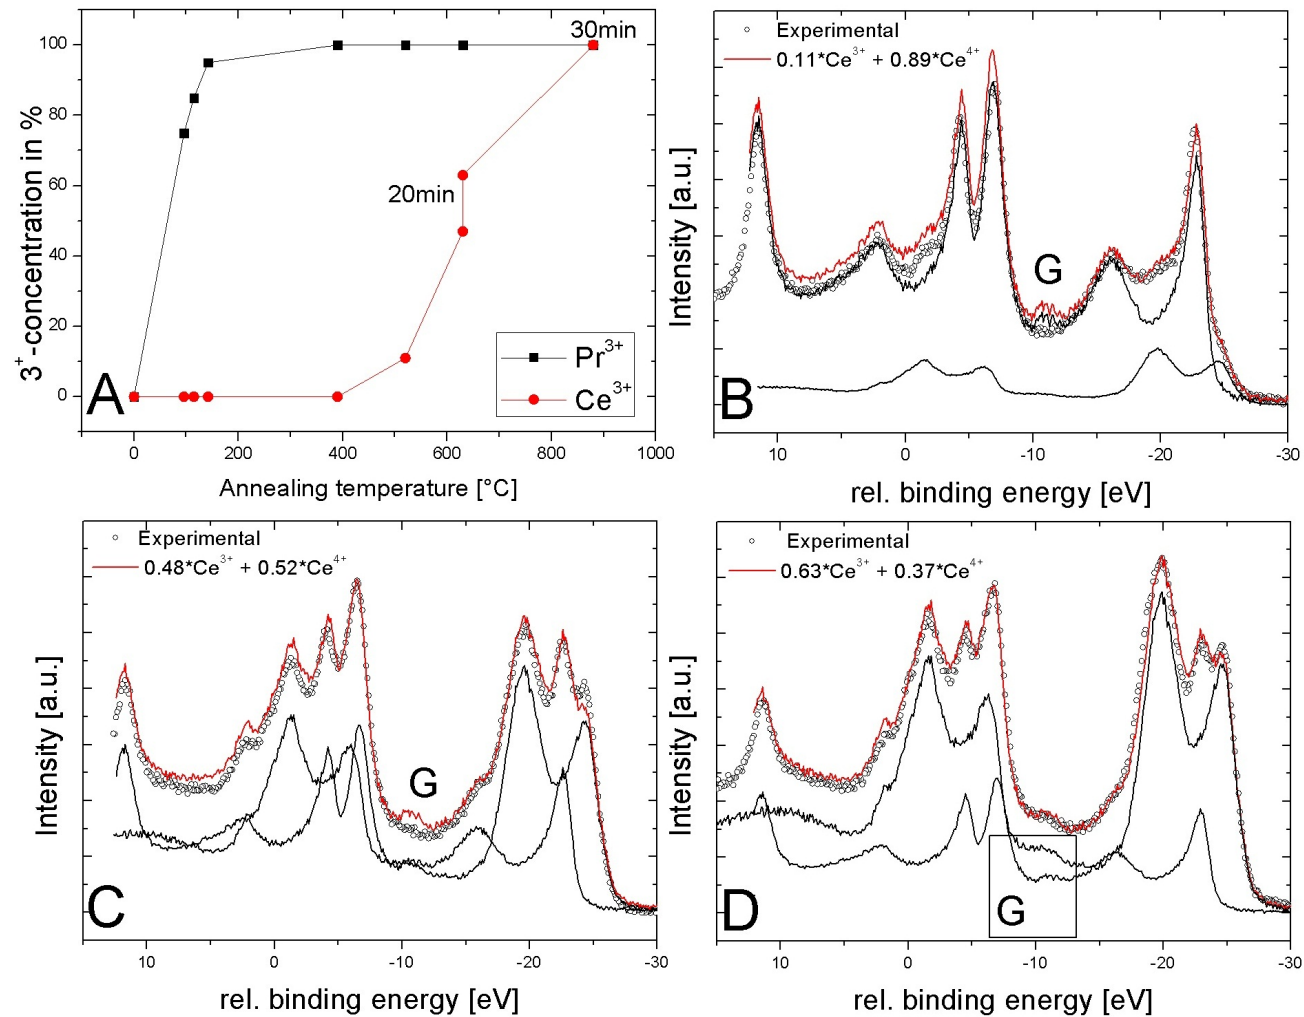 30min
100
80
60
40
20
0
3⁺-concentration in %
20min
Pr³⁺
Ce³⁺
A
0
200
400
600
800
1000
Annealing temperature [°C]
Experimental
0.11*Ce³⁺ + 0.89*Ce⁴⁺
Intensity [a.u.]
G
B
10
0
-10
-20
-30
rel. binding energy [eV]
Experimental
0.48*Ce³⁺ + 0.52*Ce⁴⁺
Intensity [a.u.]
G
C
10
0
-10
-20
-30
rel. binding energy [eV]
Experimental
0.63*Ce³⁺ + 0.37*Ce⁴⁺
Intensity [a.u.]
G
D
10
0
-10
-20
-30
rel. binding energy [eV]